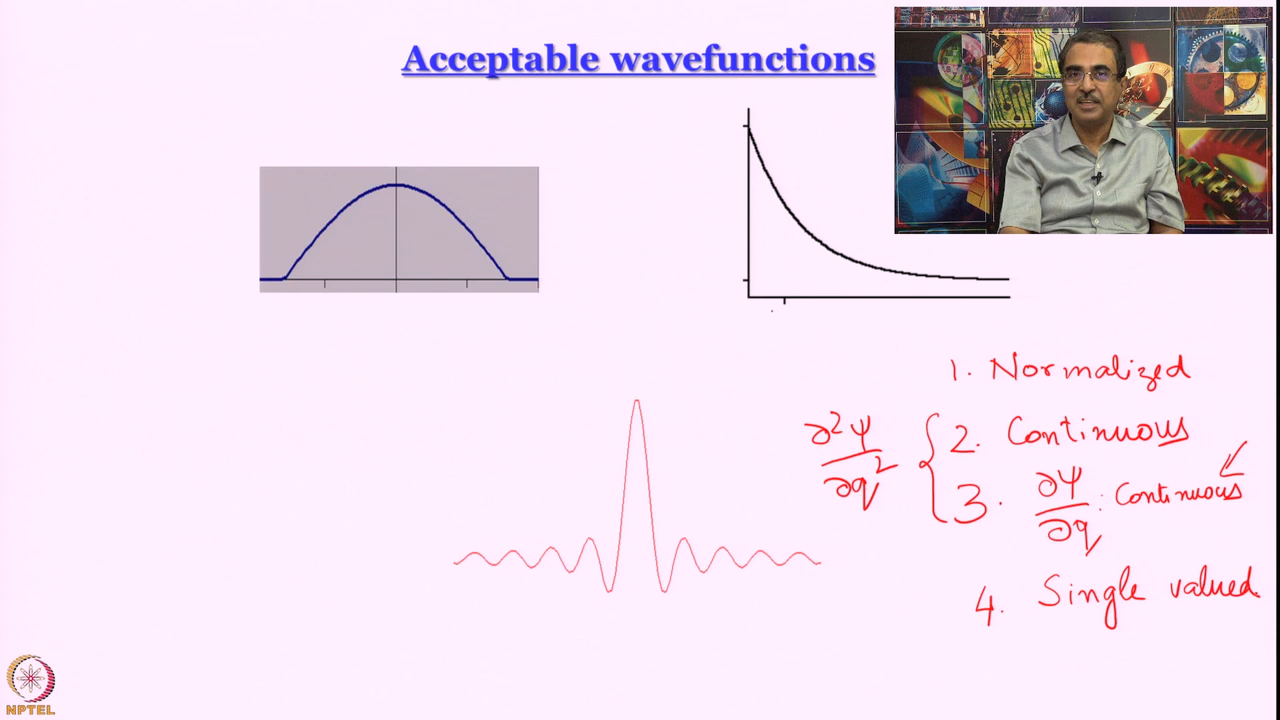 Acceptable wavefunctions
1. Normalized
∂²Ψ/∂q² { 2. Continuous
3. ∂Ψ/∂q : Continuous
4. Single valued.
NPTEL